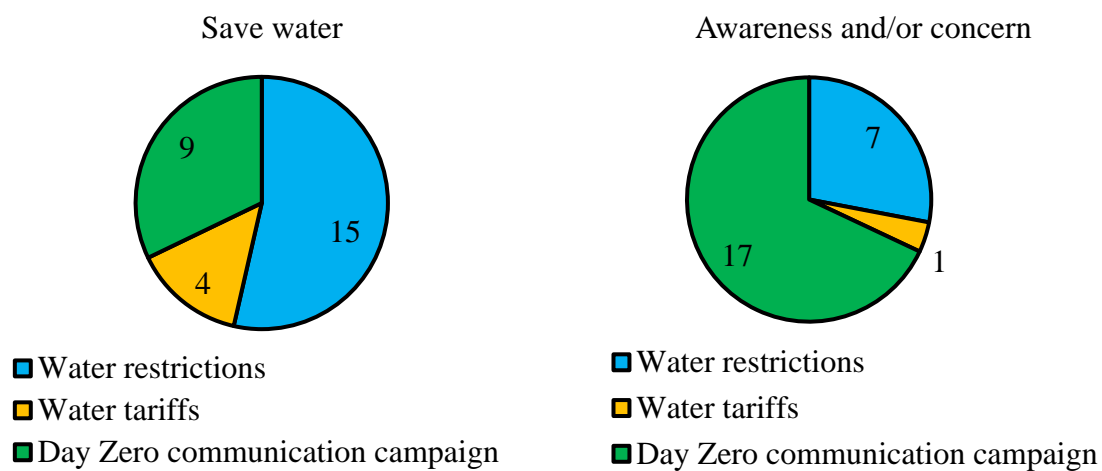 Save water
9
15
4
Water restrictions
Water tariffs
Day Zero communication campaign
Awareness and/or concern
7
17
1
Water restrictions
Water tariffs
Day Zero communication campaign